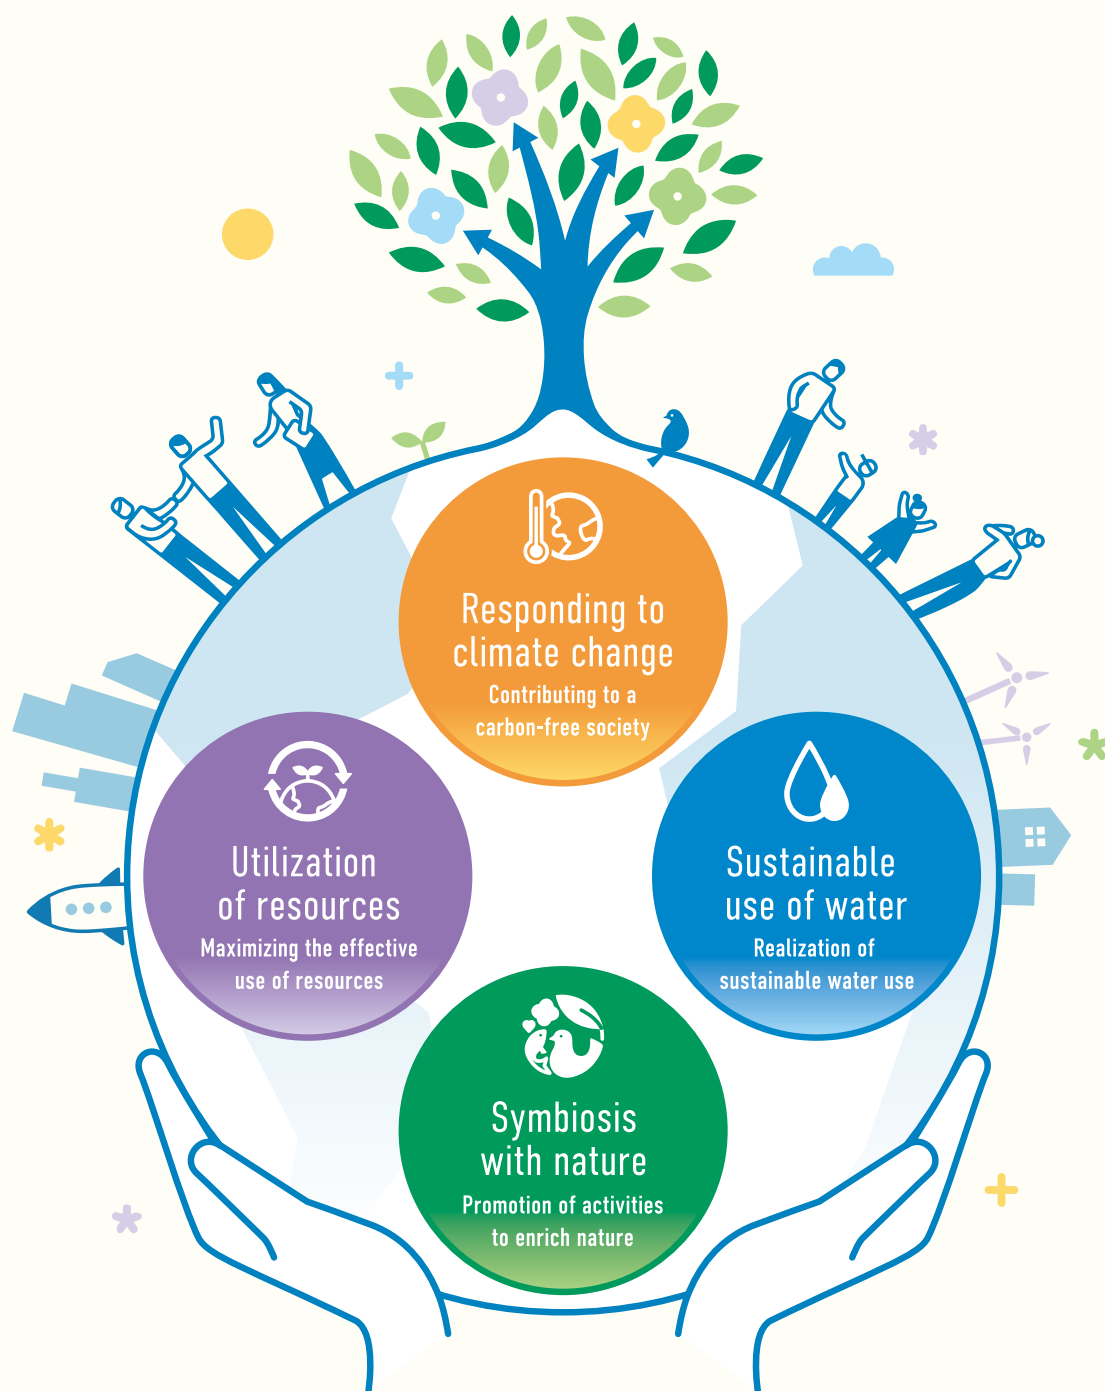 Responding to
climate change
Contributing to a
carbon-free society
Utilization
of resources
Maximizing the effective
use of resources
Sustainable
use of water
Realization of
sustainable water use
Symbiosis
with nature
Promotion of activities
to enrich nature